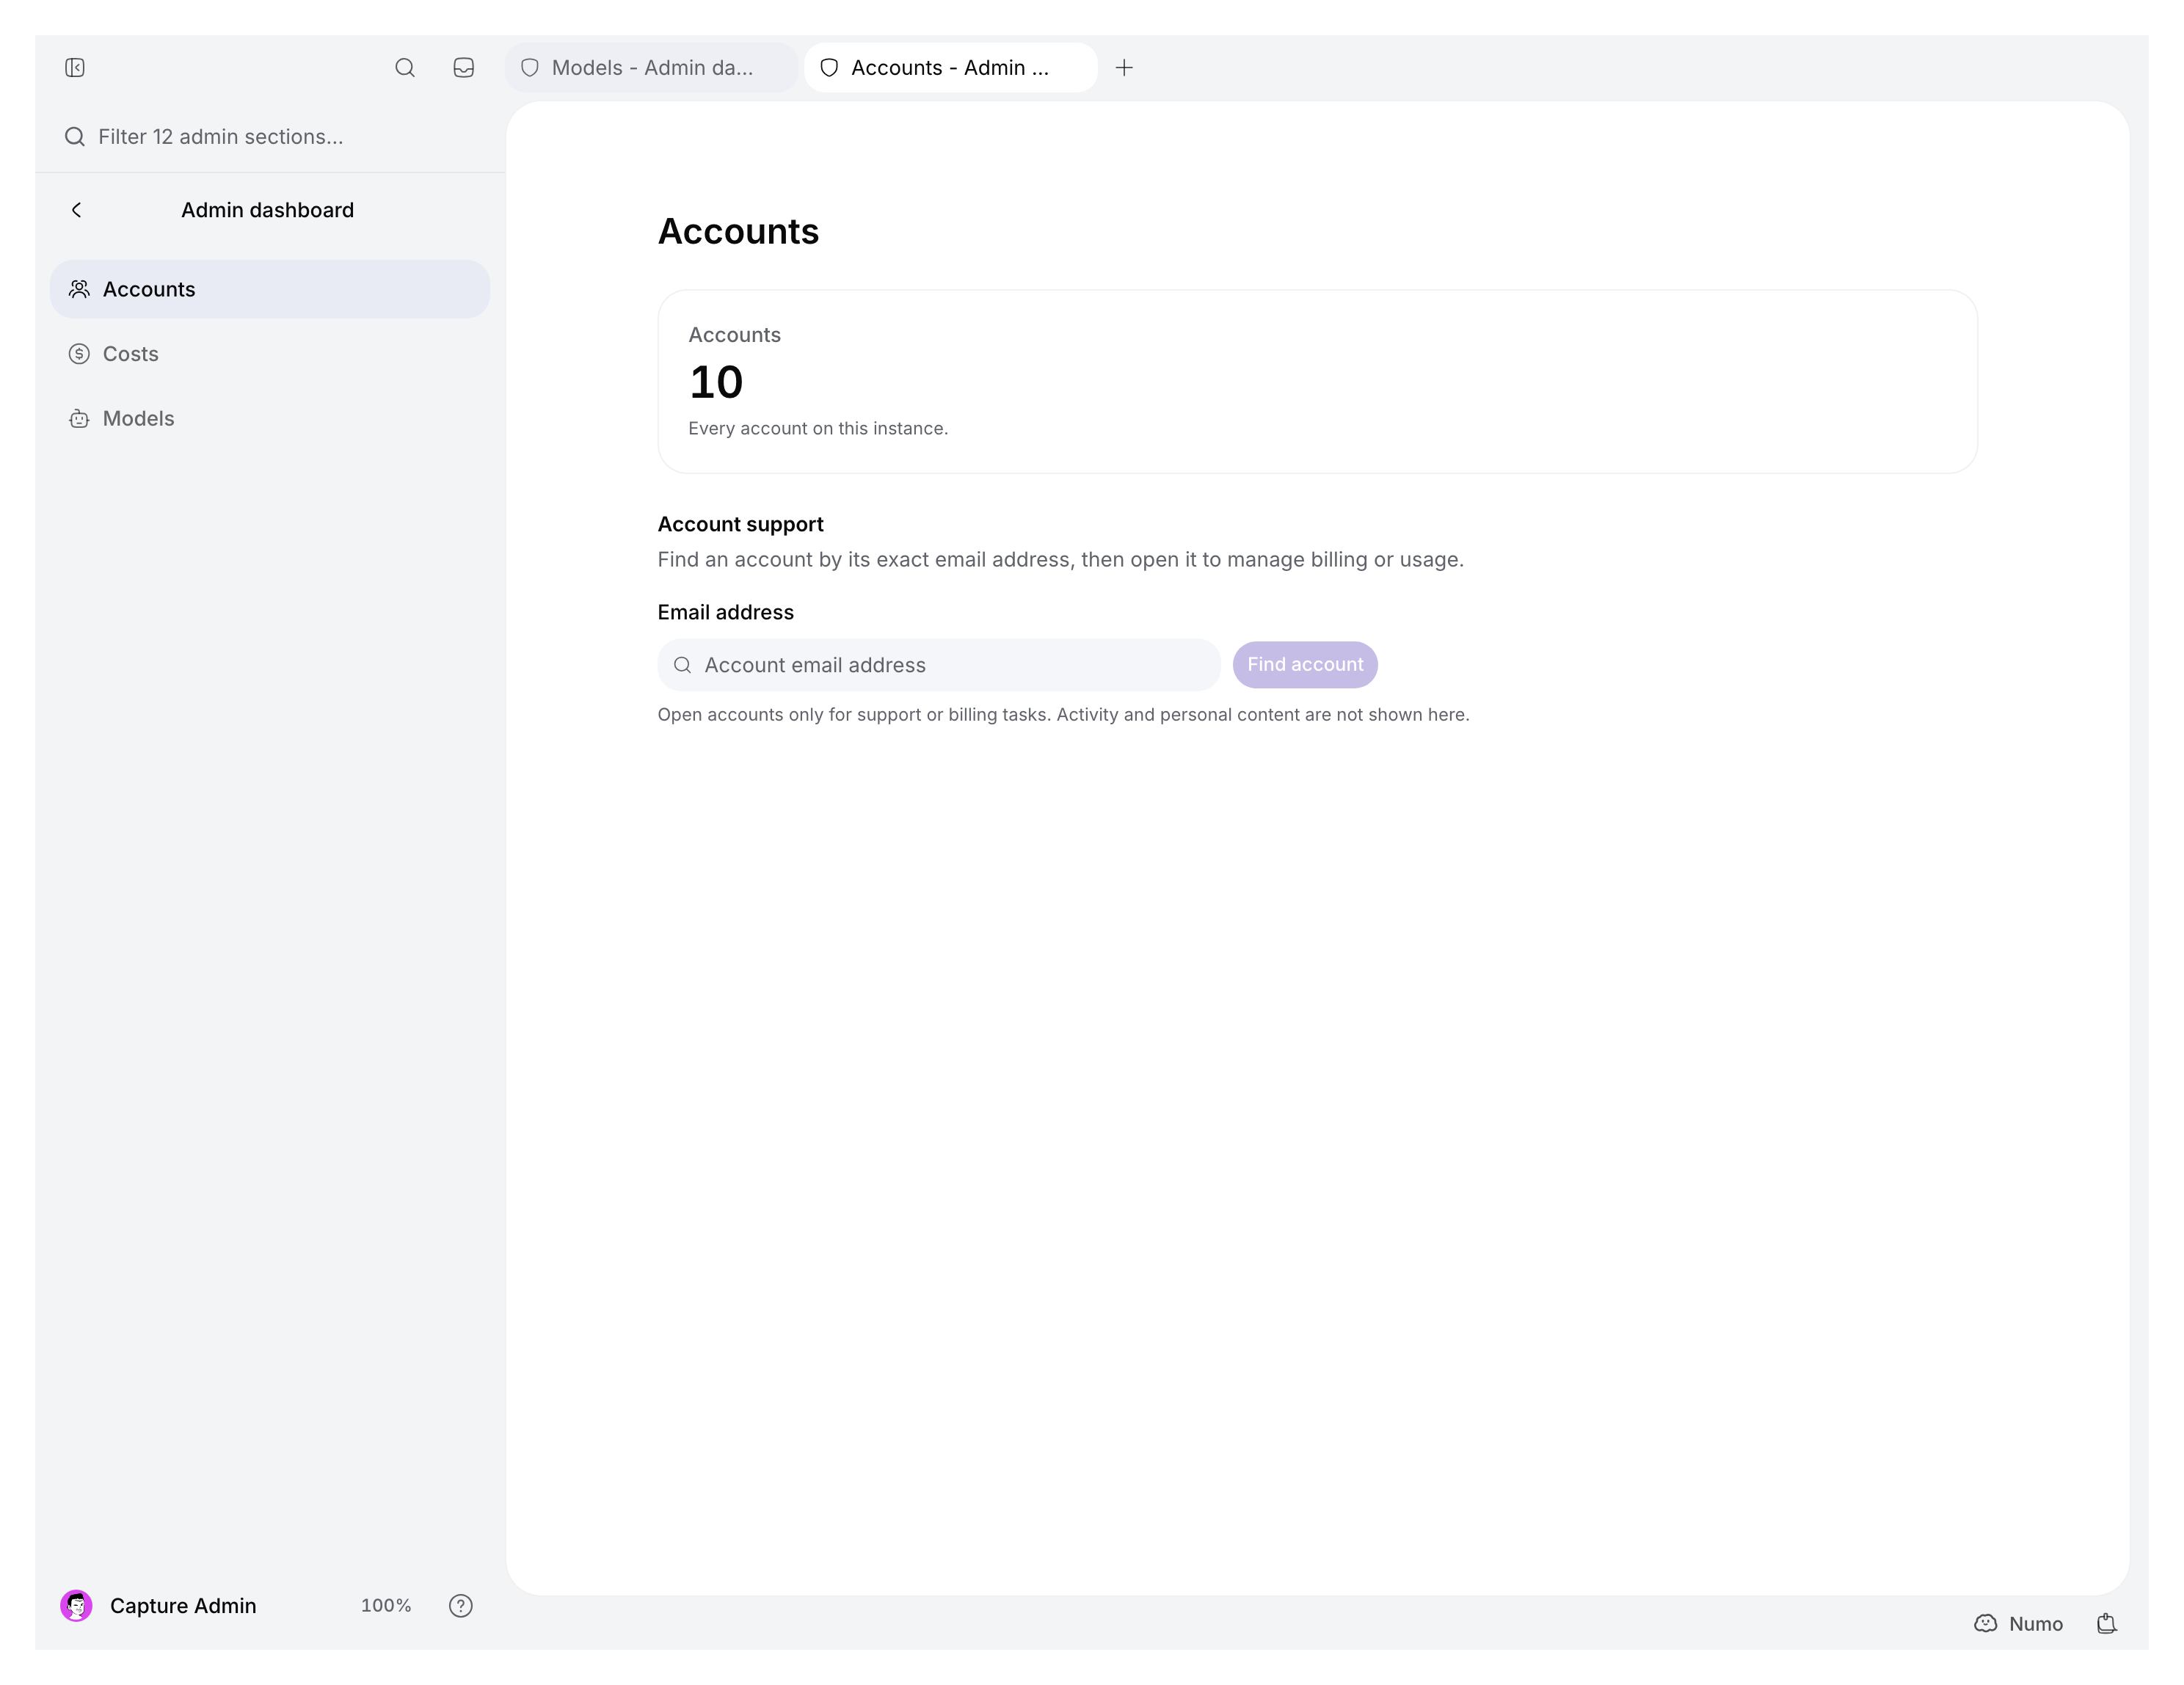 Models - Admin da...
Accounts - Admin ...
Filter 12 admin sections...
Admin dashboard
Accounts
Costs
Models
Accounts
Accounts
10
Every account on this instance.
Account support
Find an account by its exact email address, then open it to manage billing or usage.
Email address
Account email address
Find account
Open accounts only for support or billing tasks. Activity and personal content are not shown here.
Capture Admin
100%
Numo